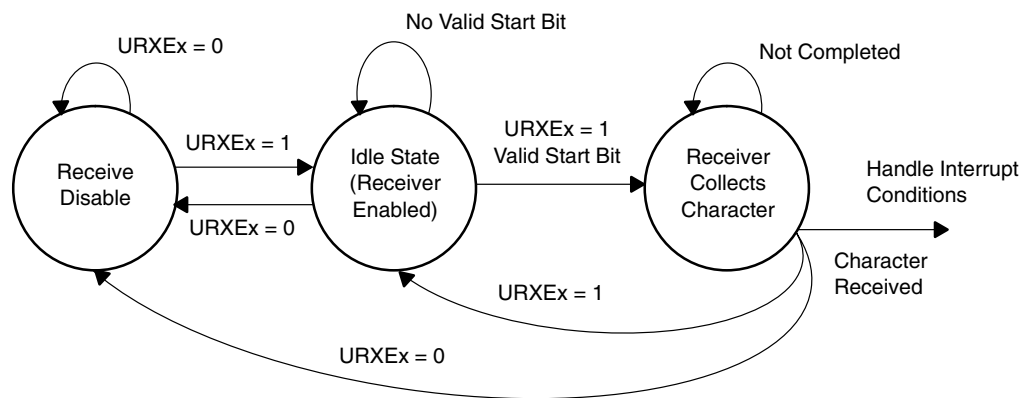 No Valid Start Bit
URXEx = 0
Not Completed
URXEx = 1
URXEx = 1
Valid Start Bit
Receive
Disable
Idle State
(Receiver
Enabled)
Receiver
Collects
Character
Handle Interrupt
Conditions
URXEx = 0
Character
Received
URXEx = 1
URXEx = 0